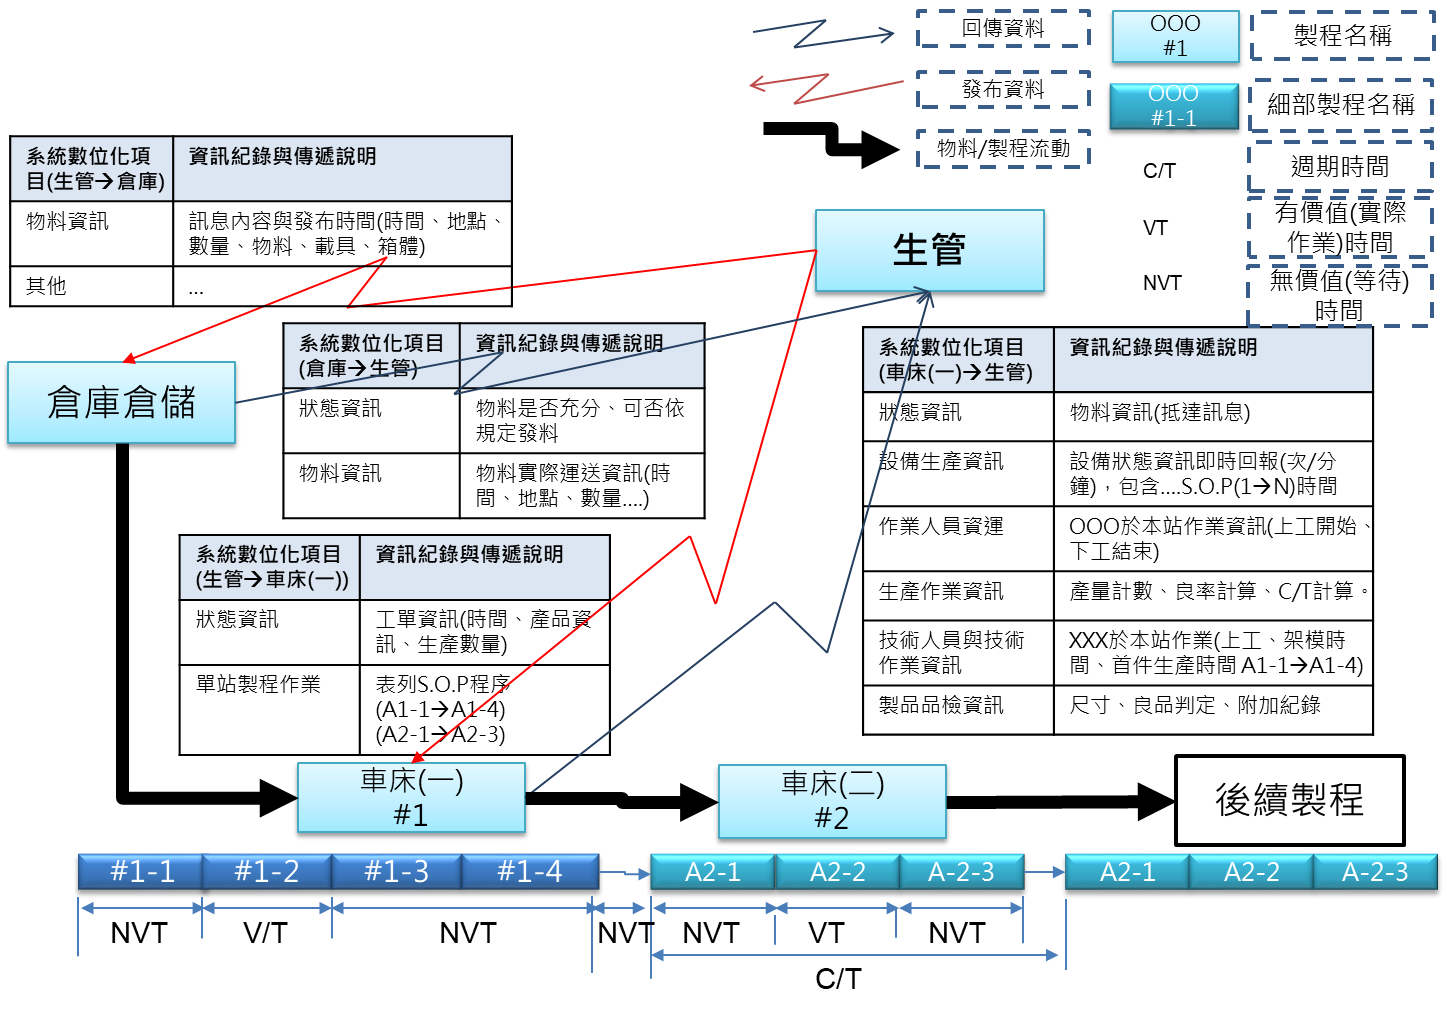 回傳資料
發布資料
物料/製程流動
OOO
#1
製程名稱
OOO
#1-1
細部製程名稱
C/T
週期時間
VT
有價值(實際
作業)時間
NVT
無價值(等待)
時間
系統數位化項
目(生管→倉庫)
資訊紀錄與傳遞說明
物料資訊
訊息內容與發布時間(時間、地點、
數量、物料、載具、箱體)
其他
...
生管
倉庫倉儲
系統數位化項目
(倉庫→生管)
資訊紀錄與傳遞說明
狀態資訊
物料是否充分、可否依
規定發料
物料資訊
物料實際運送資訊(時
間、地點、數量....)
系統數位化項目
(車床(一)→生管)
資訊紀錄與傳遞說明
狀態資訊
物料資訊(抵達訊息)
設備生產資訊
設備狀態資訊即時回報(次/分
鐘)，包含....S.O.P(1→N)時間
作業人員資運
OOO於本站作業資訊(上工開始、
下工結束)
生產作業資訊
產量計數、良率計算、C/T計算。
技術人員與技術
作業資訊
XXX於本站作業(上工、架模時
間、首件生產時間 A1-1→A1-4)
製品品檢資訊
尺寸、良品判定、附加紀錄
系統數位化項目
(生管→車床(一))
資訊紀錄與傳遞說明
狀態資訊
工單資訊(時間、產品資
訊、生產數量)
單站製程作業
表列S.O.P程序
(A1-1→A1-4)
(A2-1→A2-3)
車床(一)
#1
車床(二)
#2
後續製程
#1-1
#1-2
#1-3
#1-4
A2-1
A2-2
A-2-3
A2-1
A2-2
A-2-3
NVT
V/T
NVT
NVT
NVT
VT
NVT
C/T